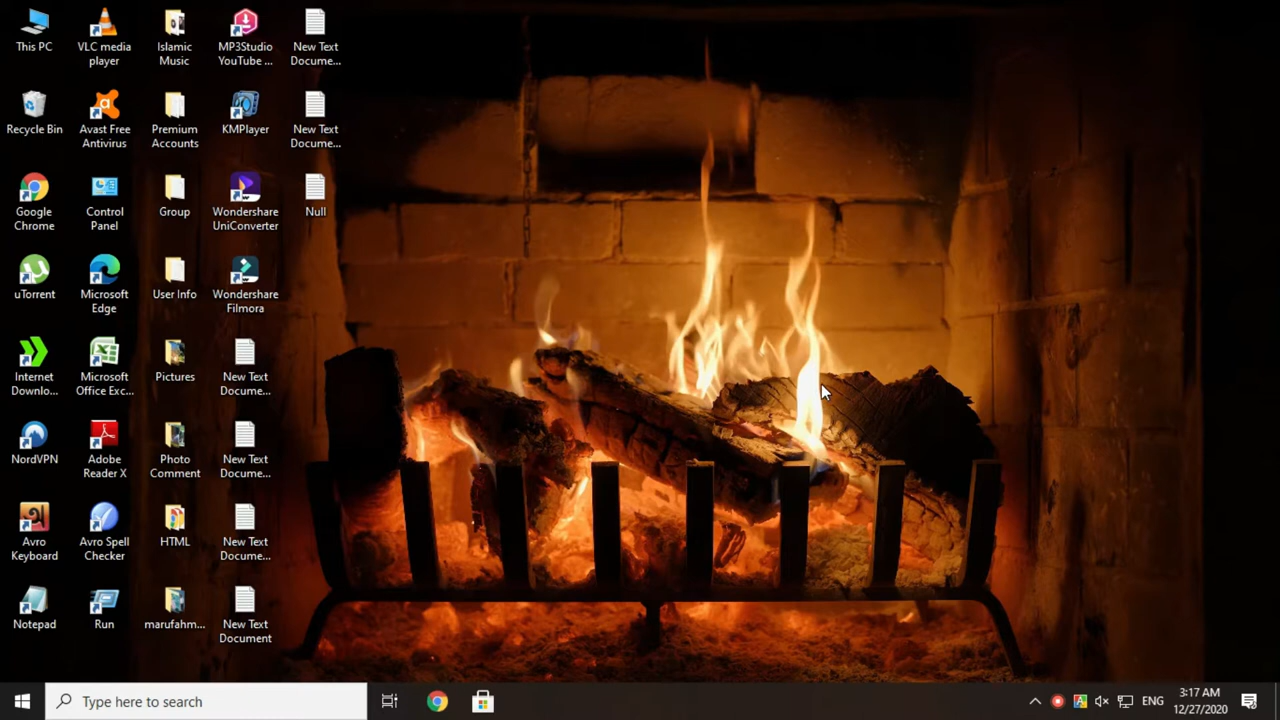 This PC
VLC media
player
Islamic
Music
MP3Studio
YouTube ...
New Text
Docume...
Recycle Bin
Avast Free
Antivirus
Premium
Accounts
KMPlayer
New Text
Docume...
Google
Chrome
Control
Panel
Group
Wondershare
UniConverter
Null
uTorrent
Microsoft
Edge
User Info
Wondershare
Filmora
Internet
Downlo...
Microsoft
Office Exc...
Pictures
New Text
Docume...
NordVPN
Adobe
Reader X
Photo
Comment
New Text
Docume...
Avro
Keyboard
Avro Spell
Checker
HTML
New Text
Docume...
Notepad
Run
marufahm...
New Text
Document
Type here to search
ENG
3:17 AM
12/27/2020